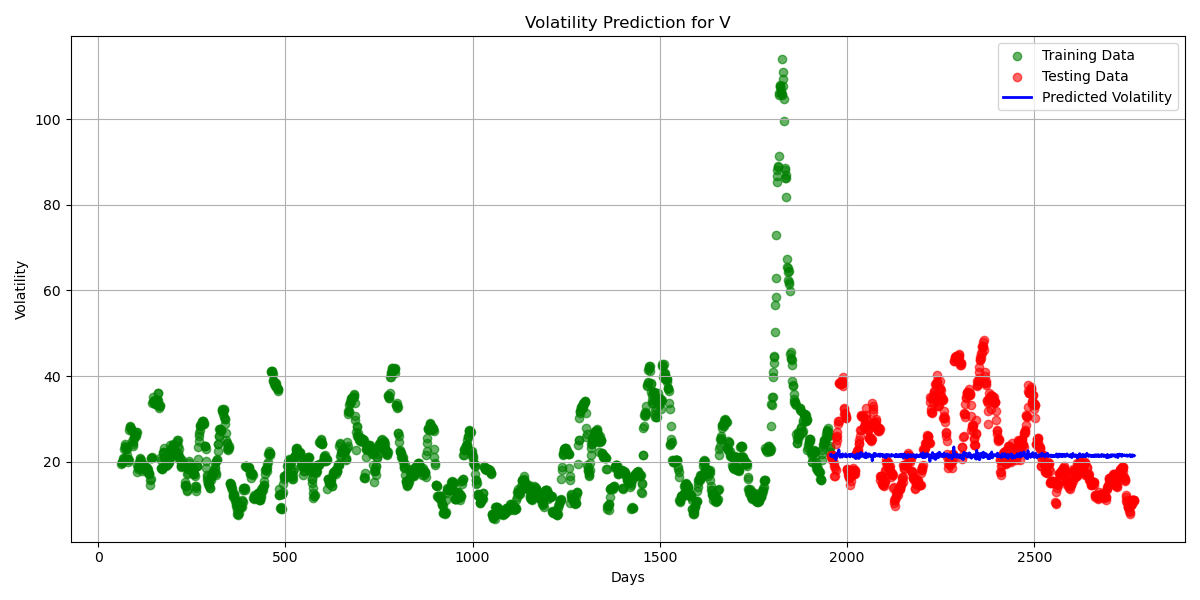 Volatility Prediction for V
Training Data
Testing Data
Predicted Volatility
Volatility
100
80
60
40
20
0
500
1000
1500
2000
2500
Days